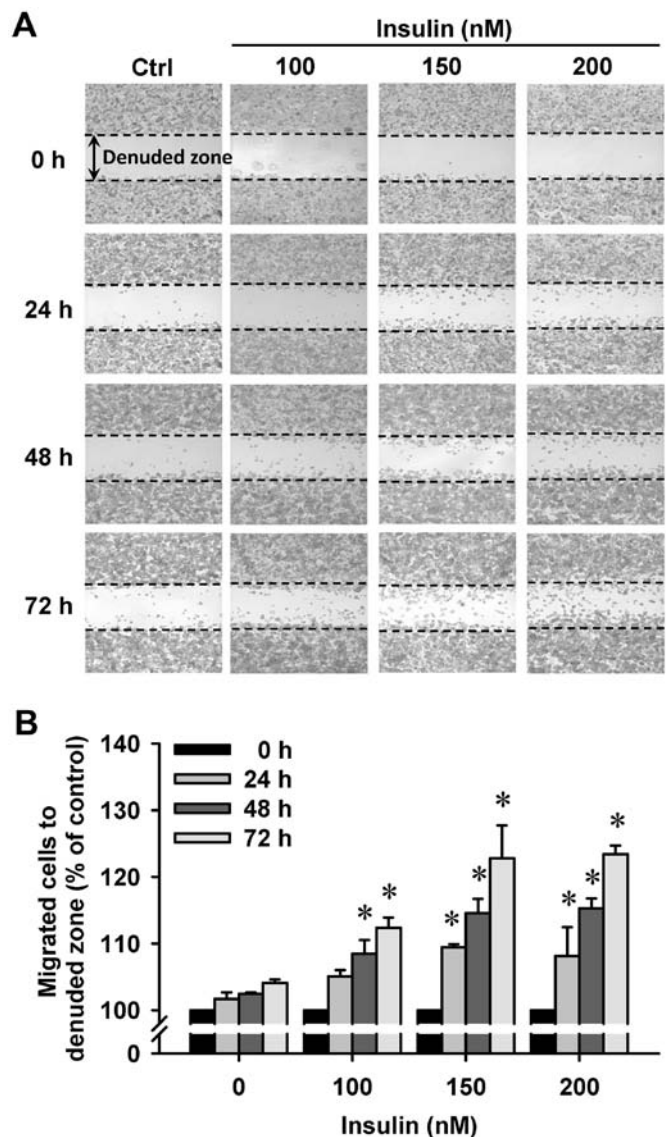 A
Insulin (nM)
Ctrl 100 150 200
0 h
Denuded zone
24 h
48 h
72 h
B
Migrated cells to
denuded zone (% of control)
140
130
120
110
100
0
0 h
24 h
48 h
72 h
* * * * * * * *
0 100 150 200
Insulin (nM)